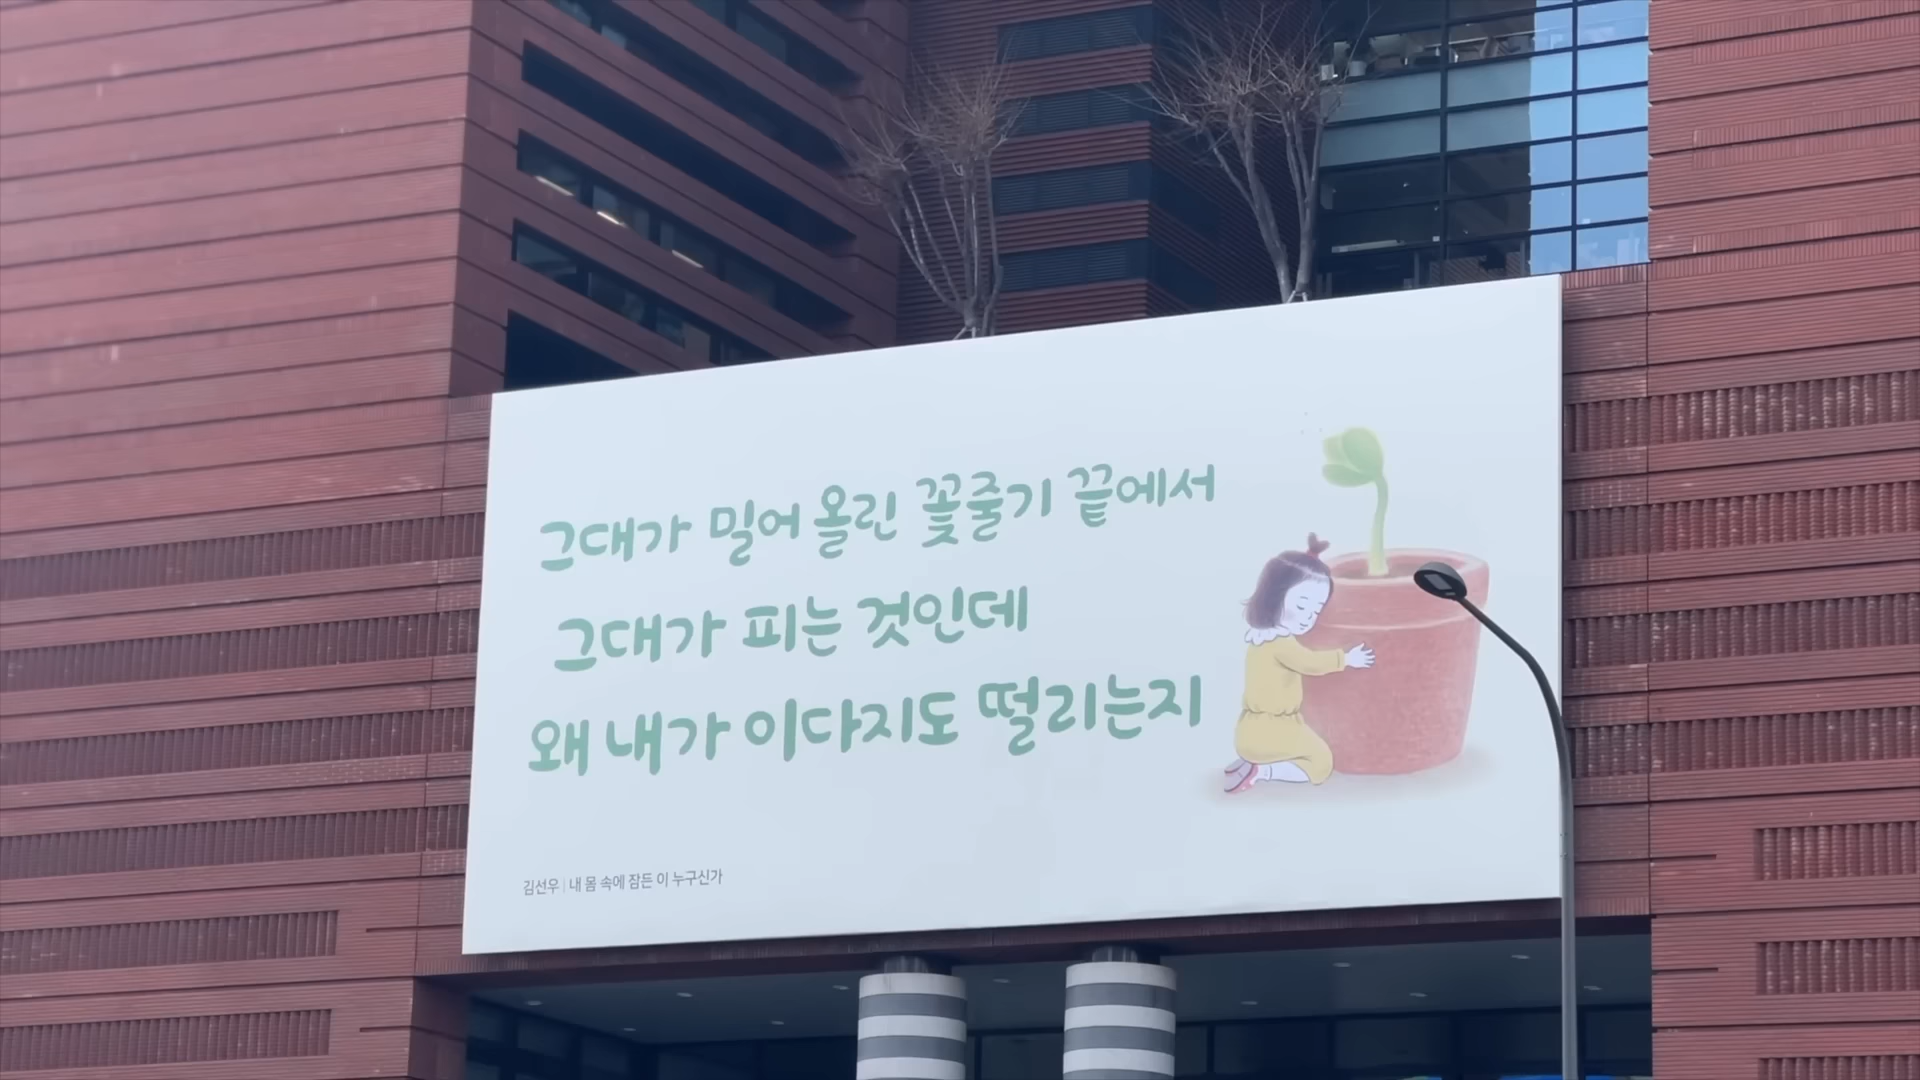 그대가 밀어 올린 꽃줄기 끝에서
그대가 피는 것인데
왜 내가 이다지도 떨리는지
김선우 | 내 몸 속에 잠든 이 누구신가